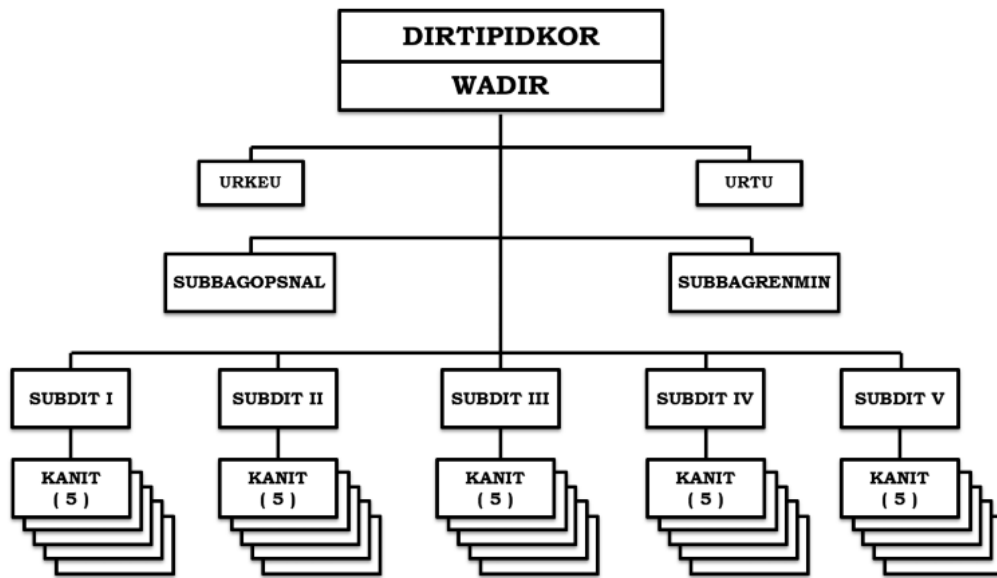 DIRTIPIDKOR
WADIR
URKEU
URTU
SUBBAGOPSNAL
SUBBAGRENMIN
SUBDIT I
SUBDIT II
SUBDIT III
SUBDIT IV
SUBDIT V
KANIT
( 5 )
KANIT
( 5 )
KANIT
( 5 )
KANIT
( 5 )
KANIT
( 5 )